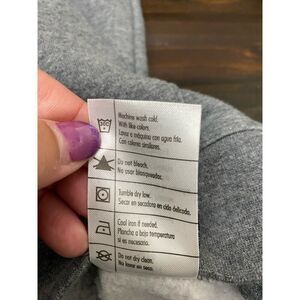 Machine wash cold.
With like colors.
Lavar a máquina con agua fría.
Con colores similares.
Do not bleach.
No usar blanqueador.
Tumble dry low.
Secar en secadora en ciclo delicado.
Cool iron if needed.
Plancha a baja temperatura
si es necesario.
Do not dry clean.
No lavar en seco.